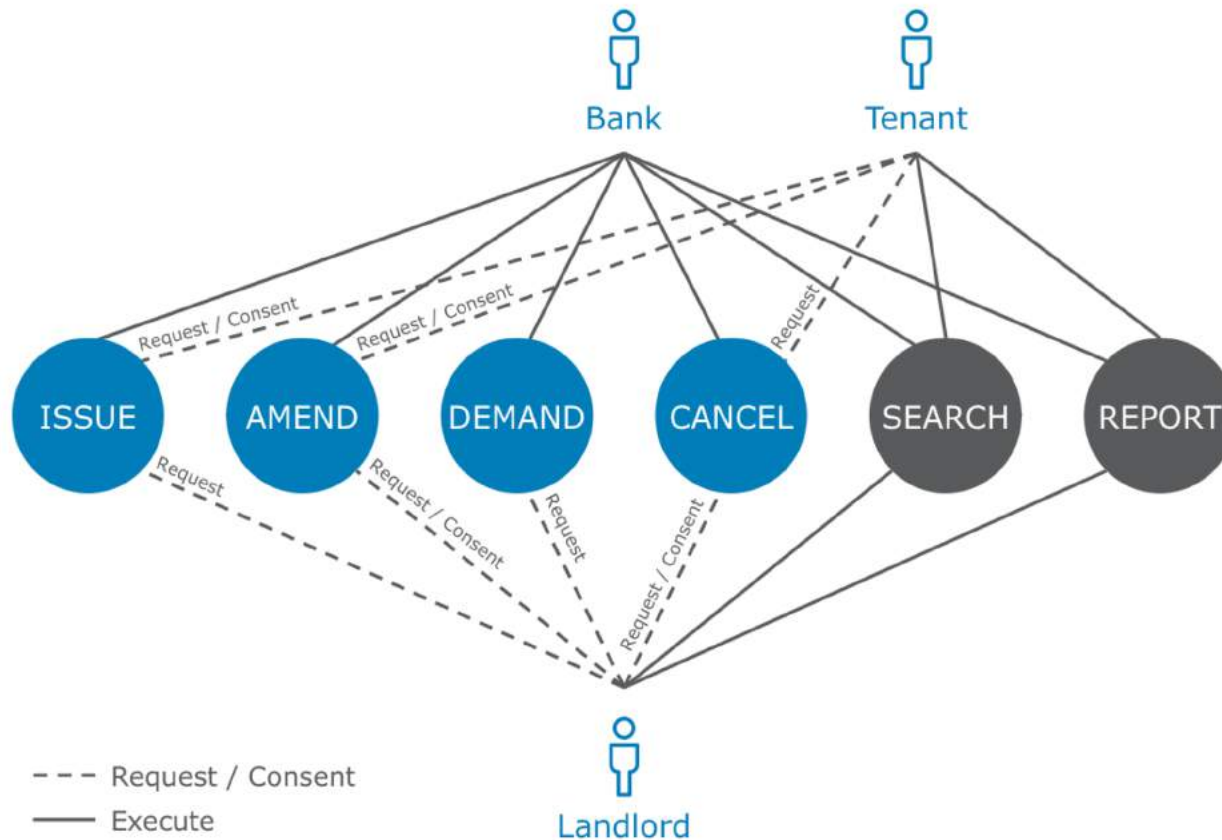 Bank
Tenant
Request / Consent
Request / Consent
Request
ISSUE
AMEND
DEMAND
CANCEL
SEARCH
REPORT
Request
Request / Consent
Request
Request / Consent
Request / Consent
Execute
Landlord